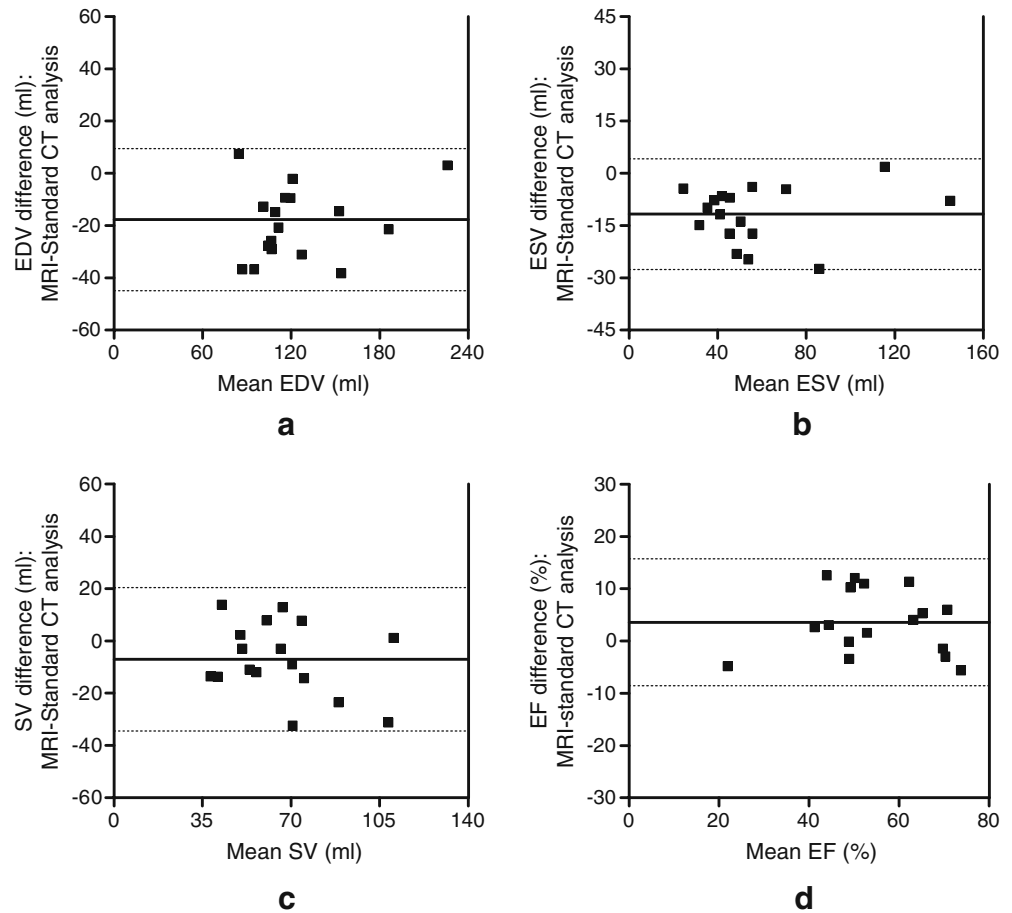 60
40
20
0
-20
-40
-60
EDV difference (ml):
MRI-Standard CT analysis
0 60 120 180 240
Mean EDV (ml)
a
45
30
15
0
-15
-30
-45
ESV difference (ml):
MRI-Standard CT analysis
0 40 80 120 160
Mean ESV (ml)
b
60
40
20
0
-20
-40
-60
SV difference (ml):
MRI-Standard CT analysis
0 35 70 105 140
Mean SV (ml)
c
30
20
10
0
-10
-20
-30
EF difference (%):
MRI-standard CT analysis
0 20 40 60 80
Mean EF (%)
d